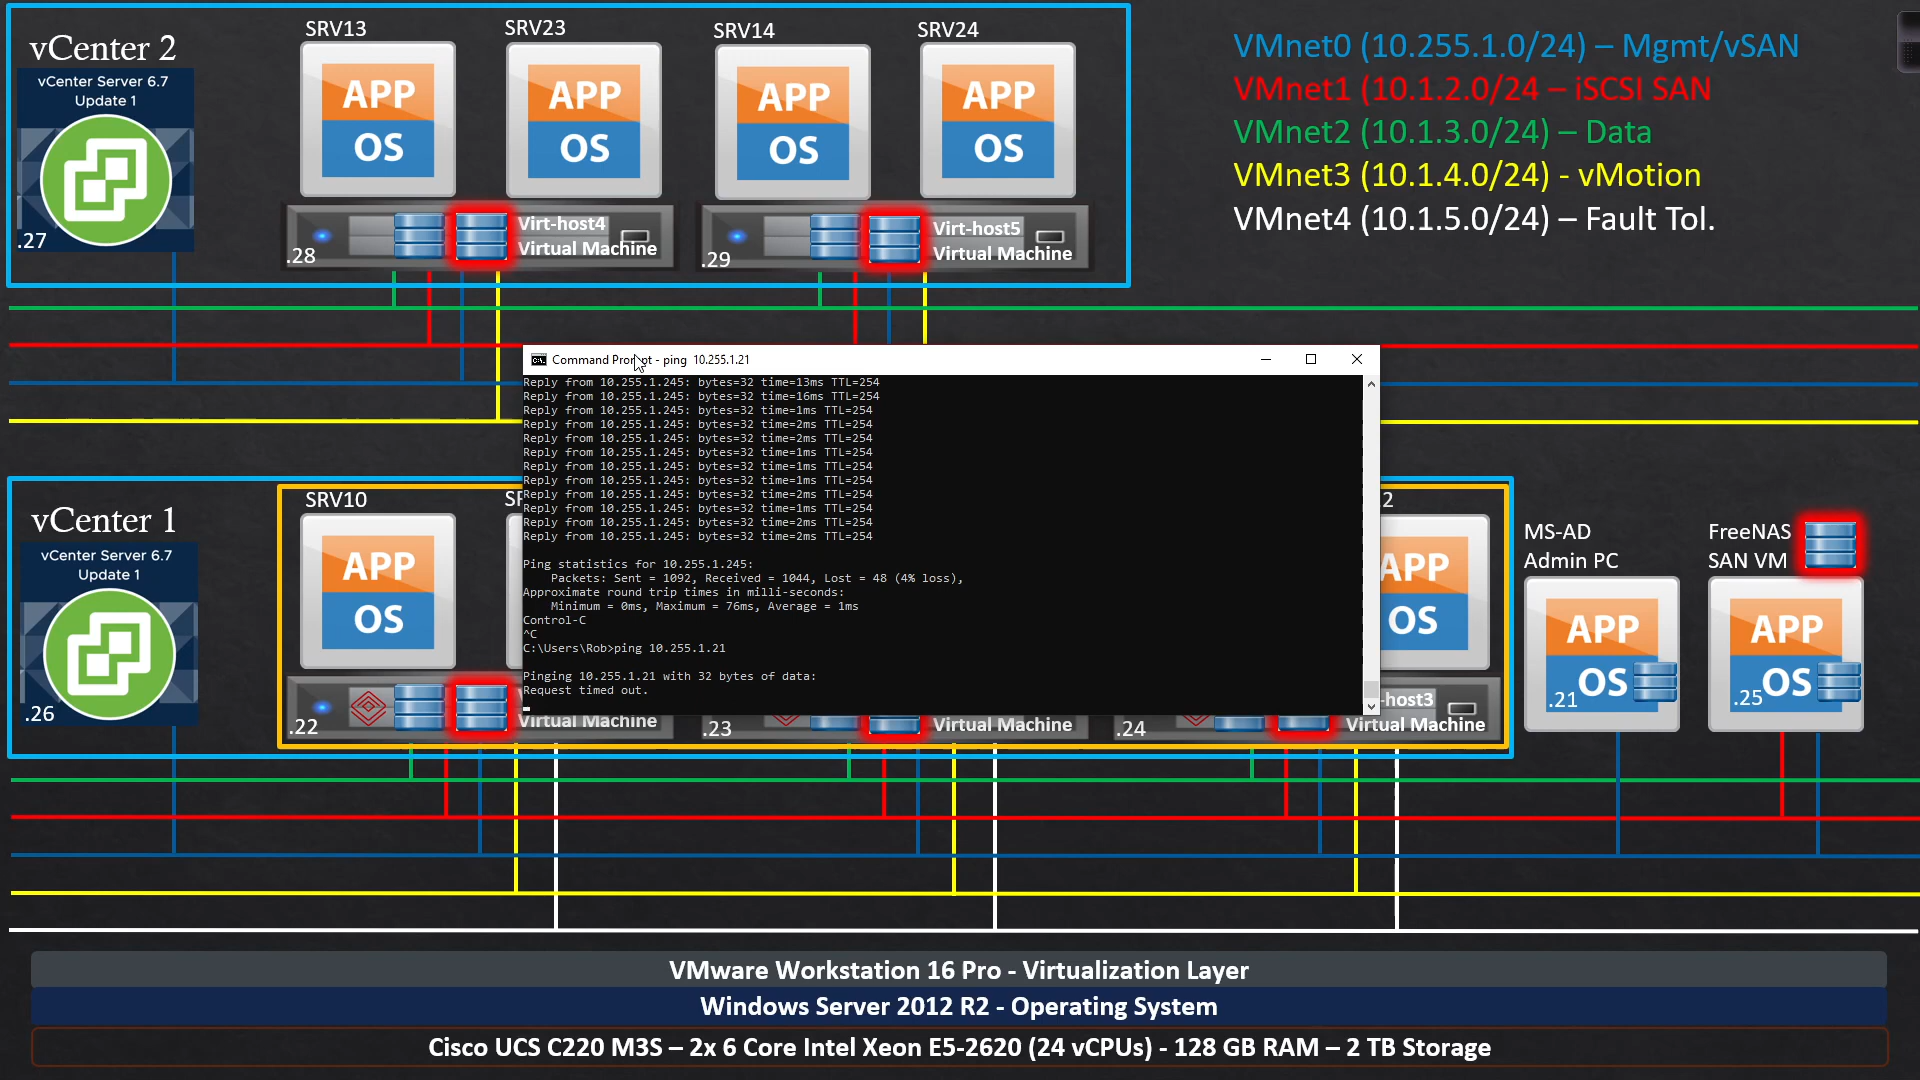 vCenter 2
vCenter Server 6.7
Update 1
.27
SRV13
SRV23
SRV14
SRV24
APP
OS
APP
OS
APP
OS
APP
OS
.28
Virt-host4
Virtual Machine
.29
Virt-host5
Virtual Machine
VMnet0 (10.255.1.0/24) – Mgmt/vSAN
VMnet1 (10.1.2.0/24 – iSCSI SAN
VMnet2 (10.1.3.0/24) – Data
VMnet3 (10.1.4.0/24) - vMotion
VMnet4 (10.1.5.0/24) – Fault Tol.
Command Prompt - ping 10.255.1.21
Reply from 10.255.1.245: bytes=32 time=13ms TTL=254
Reply from 10.255.1.245: bytes=32 time=16ms TTL=254
Reply from 10.255.1.245: bytes=32 time=1ms TTL=254
Reply from 10.255.1.245: bytes=32 time=2ms TTL=254
Reply from 10.255.1.245: bytes=32 time=2ms TTL=254
Reply from 10.255.1.245: bytes=32 time=1ms TTL=254
Reply from 10.255.1.245: bytes=32 time=1ms TTL=254
Reply from 10.255.1.245: bytes=32 time=1ms TTL=254
Reply from 10.255.1.245: bytes=32 time=2ms TTL=254
Reply from 10.255.1.245: bytes=32 time=1ms TTL=254
Reply from 10.255.1.245: bytes=32 time=2ms TTL=254
Reply from 10.255.1.245: bytes=32 time=2ms TTL=254
Ping statistics for 10.255.1.245:
Packets: Sent = 1092, Received = 1044, Lost = 48 (4% loss),
Approximate round trip times in milli-seconds:
Minimum = 0ms, Maximum = 76ms, Average = 1ms
Control-C
^C
C:\Users\Rob>ping 10.255.1.21
Pinging 10.255.1.21 with 32 bytes of data:
Request timed out.
vCenter 1
vCenter Server 6.7
Update 1
.26
SRV10
APP
OS
.22
Virtual Machine
.23
Virtual Machine
2
APP
OS
.24
-host3
Virtual Machine
MS-AD
Admin PC
APP
OS
.21
FreeNAS
SAN VM
APP
OS
.25
VMware Workstation 16 Pro - Virtualization Layer
Windows Server 2012 R2 - Operating System
Cisco UCS C220 M3S – 2x 6 Core Intel Xeon E5-2620 (24 vCPUs) - 128 GB RAM – 2 TB Storage